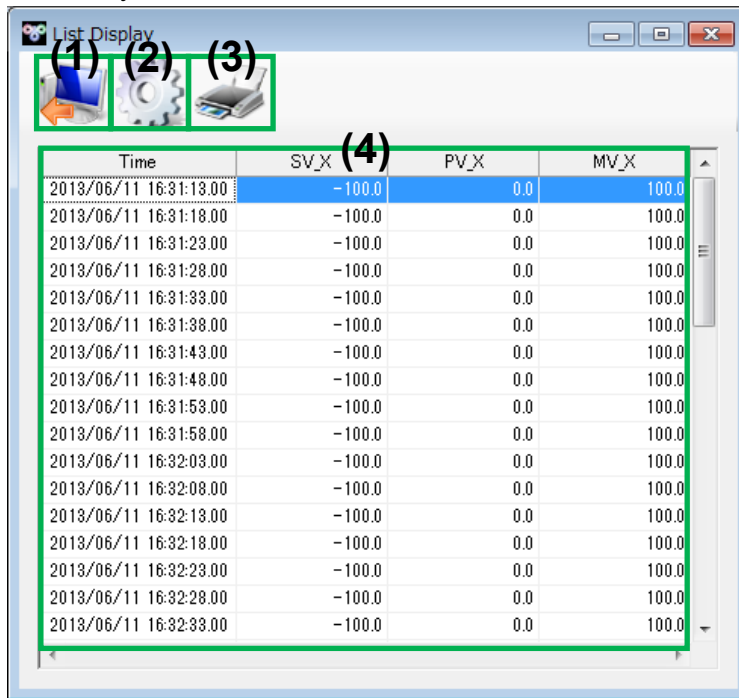 List Display
(1) (2) (3)
(4)
Time SV_X PV_X MV_X
2013/06/11 16:31:13.00 -100.0 0.0 100.0
2013/06/11 16:31:18.00 -100.0 0.0 100.0
2013/06/11 16:31:23.00 -100.0 0.0 100.0
2013/06/11 16:31:28.00 -100.0 0.0 100.0
2013/06/11 16:31:33.00 -100.0 0.0 100.0
2013/06/11 16:31:38.00 -100.0 0.0 100.0
2013/06/11 16:31:43.00 -100.0 0.0 100.0
2013/06/11 16:31:48.00 -100.0 0.0 100.0
2013/06/11 16:31:53.00 -100.0 0.0 100.0
2013/06/11 16:31:58.00 -100.0 0.0 100.0
2013/06/11 16:32:03.00 -100.0 0.0 100.0
2013/06/11 16:32:08.00 -100.0 0.0 100.0
2013/06/11 16:32:13.00 -100.0 0.0 100.0
2013/06/11 16:32:18.00 -100.0 0.0 100.0
2013/06/11 16:32:23.00 -100.0 0.0 100.0
2013/06/11 16:32:28.00 -100.0 0.0 100.0
2013/06/11 16:32:33.00 -100.0 0.0 100.0